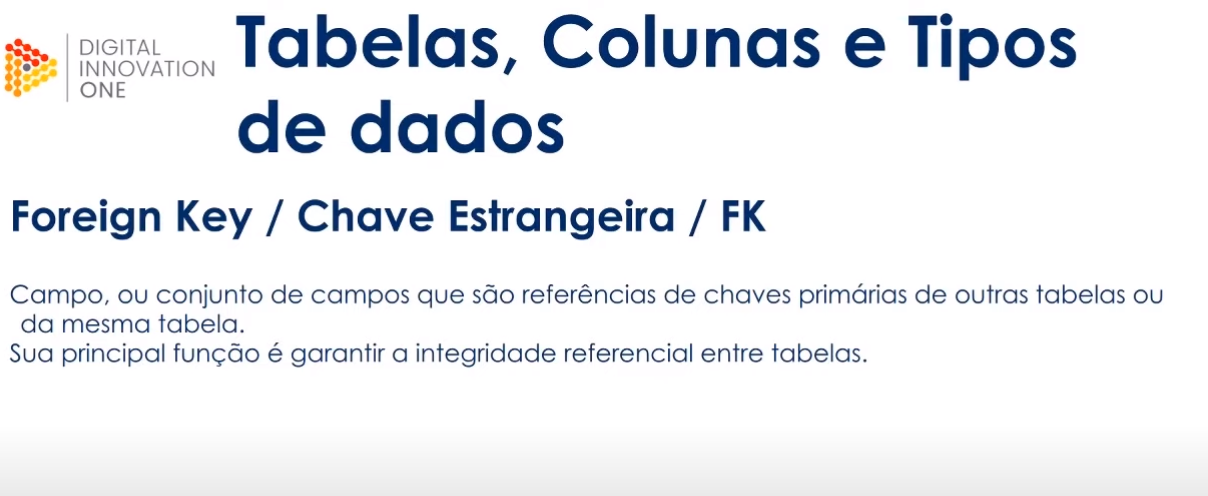 DIGITAL
INNOVATION
ONE
Tabelas, Colunas e Tipos
de dados
Foreign Key / Chave Estrangeira / FK
Campo, ou conjunto de campos que são referências de chaves primárias de outras tabelas ou
da mesma tabela.
Sua principal função é garantir a integridade referencial entre tabelas.